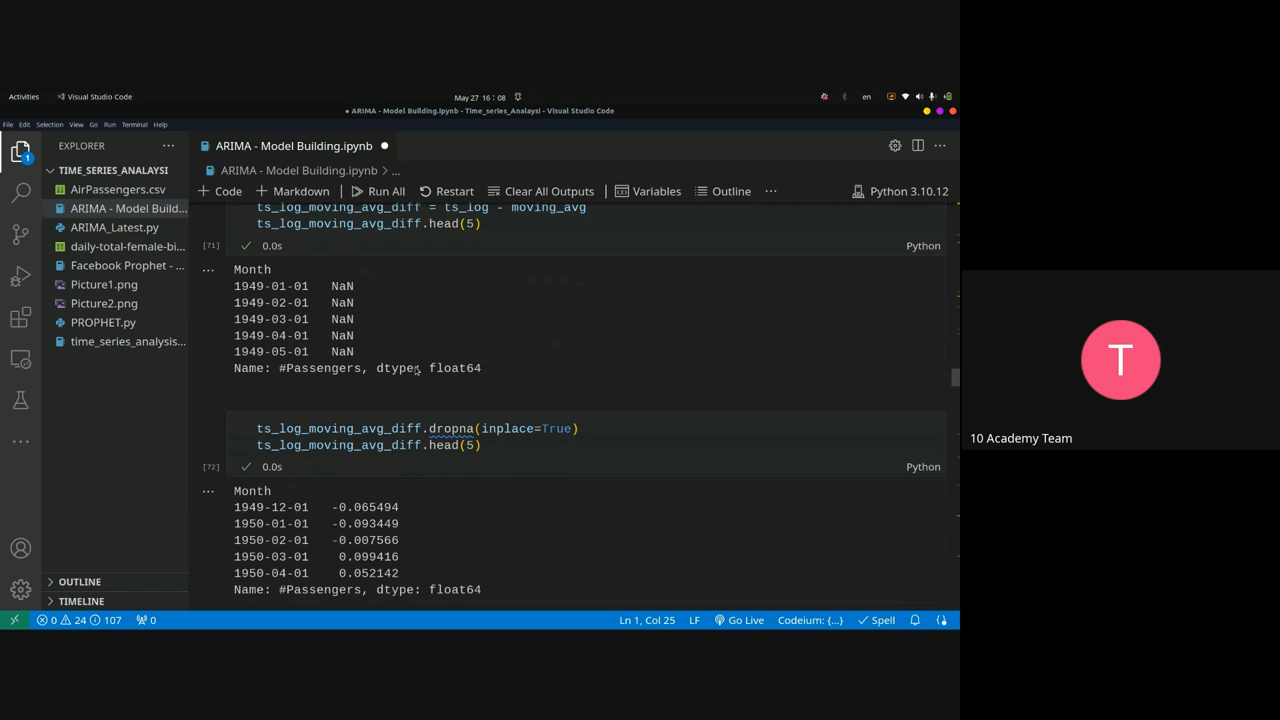 Activities Visual Studio Code May 27 16:08 en
● ARIMA - Model Building.ipynb - Time_series_Analaysi - Visual Studio Code
File Edit Selection View Go Run Terminal Help
EXPLORER
TIME_SERIES_ANALAYSI
AirPassengers.csv
ARIMA - Model Build...
ARIMA_Latest.py
daily-total-female-bi...
Facebook Prophet - ...
Picture1.png
Picture2.png
PROPHET.py
time_series_analysis...
OUTLINE
TIMELINE
1
ARIMA - Model Building.ipynb
ARIMA - Model Building.ipynb > ...
+ Code + Markdown Run All Restart Clear All Outputs Variables Outline ... Python 3.10.12
ts_log_moving_avg_diff = ts_log - moving_avg
ts_log_moving_avg_diff.head(5)
[71] 0.0s Python
... Month
1949-01-01 NaN
1949-02-01 NaN
1949-03-01 NaN
1949-04-01 NaN
1949-05-01 NaN
Name: #Passengers, dtype: float64
ts_log_moving_avg_diff.dropna(inplace=True)
ts_log_moving_avg_diff.head(5)
[72] 0.0s Python
... Month
1949-12-01 -0.065494
1950-01-01 -0.093449
1950-02-01 -0.007566
1950-03-01 0.099416
1950-04-01 0.052142
Name: #Passengers, dtype: float64
0 24 107 0 Ln 1, Col 25 LF Go Live Codeium: {...} Spell
T
10 Academy Team